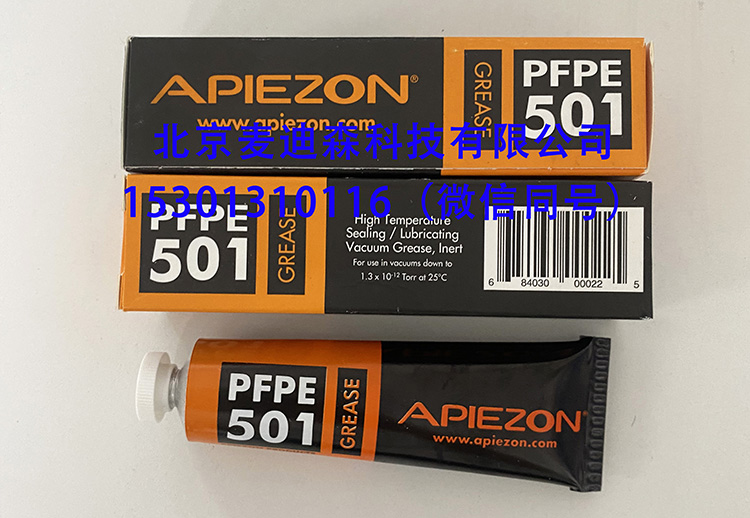 APIEZON®
www.apiezon.com
GREASE
PFPE
501
北京麦迪森科技有限公司
15301310116（微信同号）
PFPE
501
GREASE
High Temperature
Sealing / Lubricating
Vacuum Grease, Inert
For use in vacuums down to
1.3 x 10⁻¹² Torr at 25°C
6 84030 00022 5
PFPE
501
GREASE
APIEZON®
www.apiezon.com